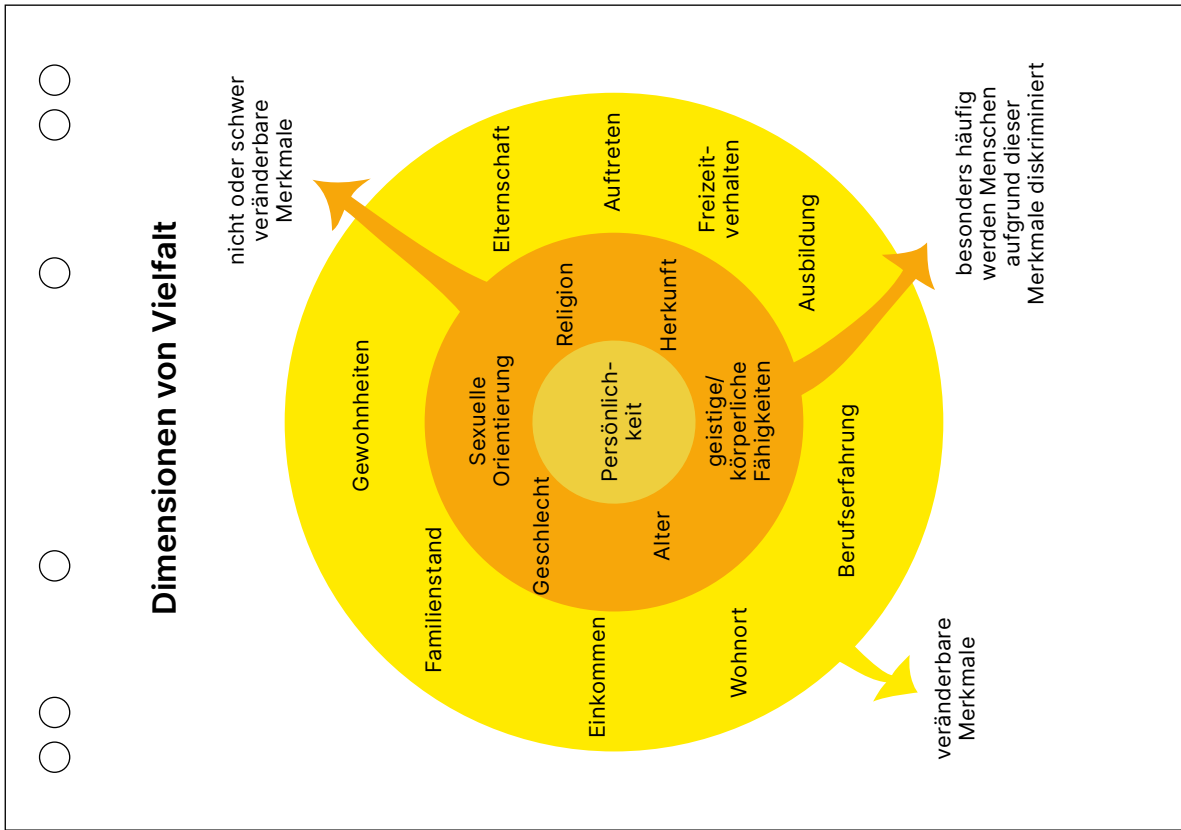 Dimensionen von Vielfalt
nicht oder schwer
veränderbare
Merkmale
Gewohnheiten
Familienstand
Elternschaft
Sexuelle
Orientierung
Geschlecht
Religion
Einkommen
Persönlich-
keit
Auftreten
Alter
Herkunft
Freizeit-
verhalten
Wohnort
geistige/
körperliche
Fähigkeiten
Ausbildung
Berufserfahrung
veränderbare
Merkmale
besonders häufig
werden Menschen
aufgrund dieser
Merkmale diskriminiert